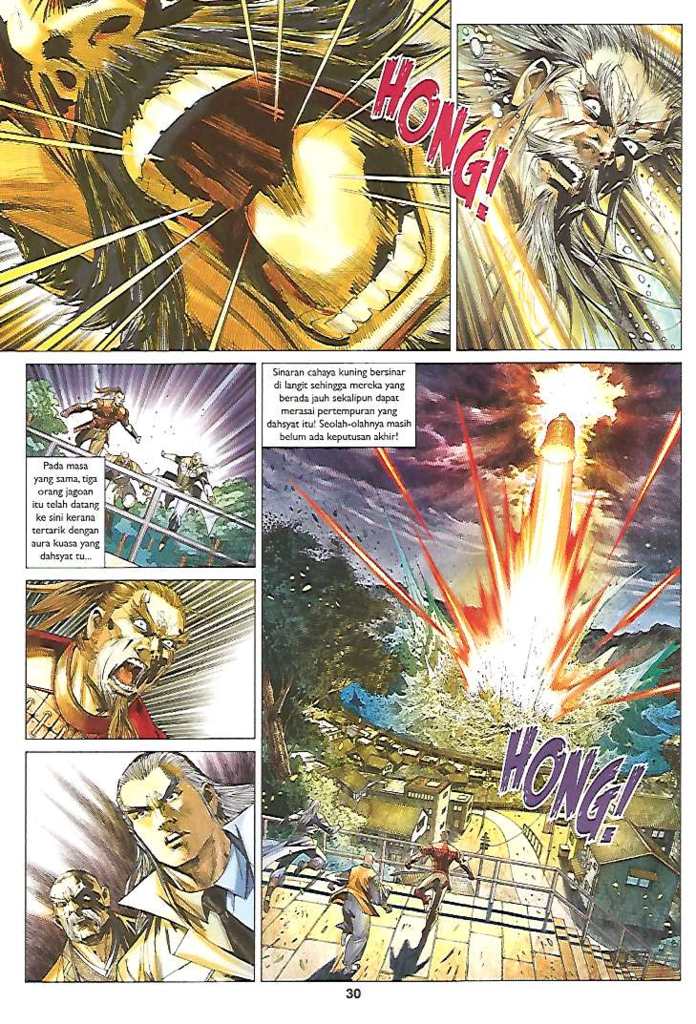 HONG!
Pada masa
yang sama, tiga
orang jagoan
itu telah datang
ke sini kerana
tertarik dengan
aura kuasa yang
dahsyat tu...
Sinaran cahaya kuning bersinar
di langit sehingga mereka yang
berada jauh sekalipun dapat
merasai pertempuran yang
dahsyat itu! Seolah-olahnya masih
belum ada keputusan akhir!
HONG!
30